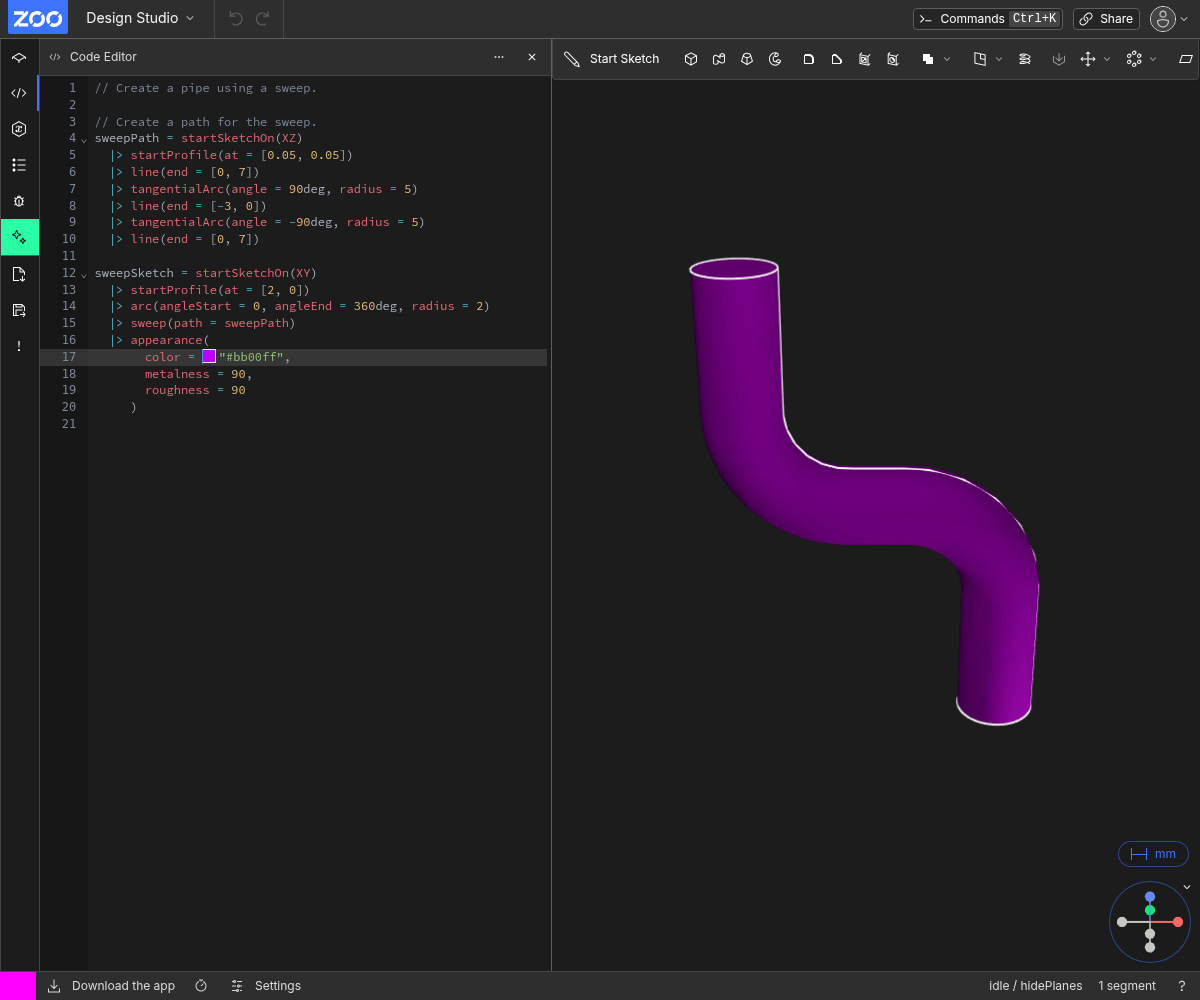 ZOO
Design Studio
Commands Ctrl+K
Share
Code Editor
Start Sketch
1 // Create a pipe using a sweep.
2
3 // Create a path for the sweep.
4 sweepPath = startSketchOn(XZ)
5 |> startProfile(at = [0.05, 0.05])
6 |> line(end = [0, 7])
7 |> tangentialArc(angle = 90deg, radius = 5)
8 |> line(end = [-3, 0])
9 |> tangentialArc(angle = -90deg, radius = 5)
10 |> line(end = [0, 7])
11
12 sweepSketch = startSketchOn(XY)
13 |> startProfile(at = [2, 0])
14 |> arc(angleStart = 0, angleEnd = 360deg, radius = 2)
15 |> sweep(path = sweepPath)
16 |> appearance(
17 color = "#bb00ff",
18 metalness = 90,
19 roughness = 90
20 )
21
mm
Download the app
Settings
idle / hidePlanes
1 segment
?